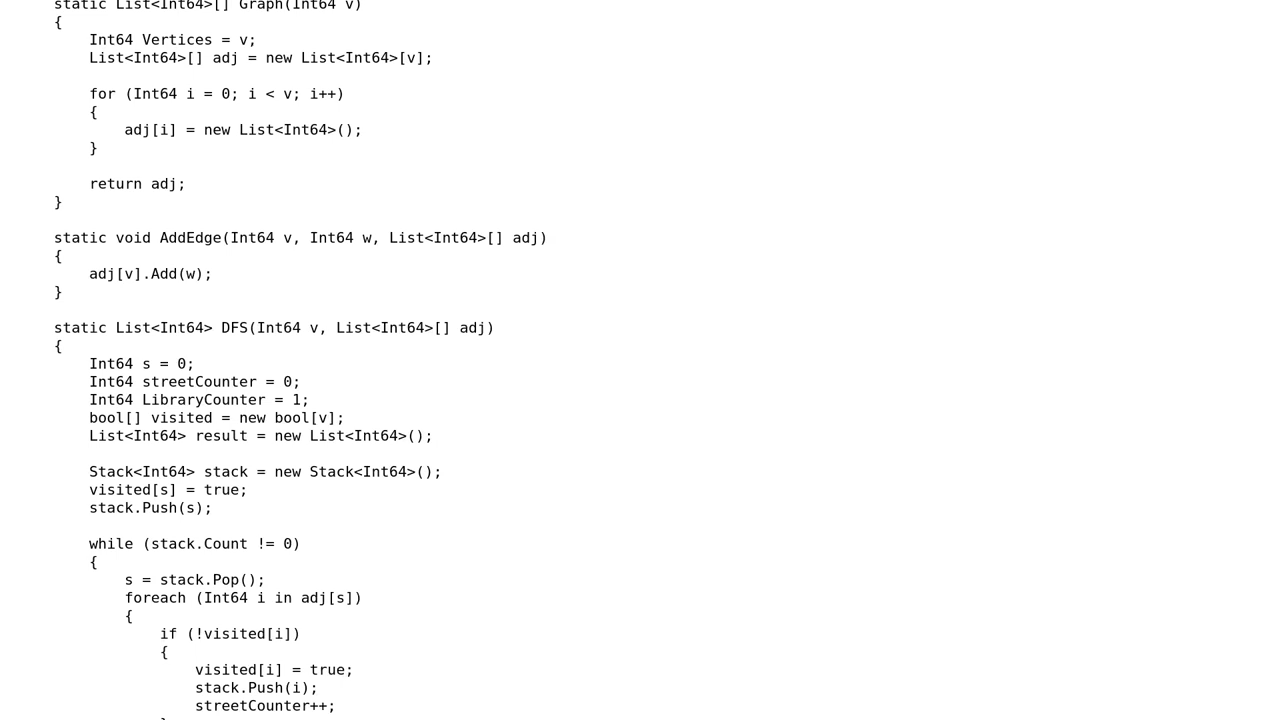 static List<Int64>[] Graph(Int64 v)
{
Int64 Vertices = v;
List<Int64>[] adj = new List<Int64>[v];
for (Int64 i = 0; i < v; i++)
{
adj[i] = new List<Int64>();
}
return adj;
}
static void AddEdge(Int64 v, Int64 w, List<Int64>[] adj)
{
adj[v].Add(w);
}
static List<Int64> DFS(Int64 v, List<Int64>[] adj)
{
Int64 s = 0;
Int64 streetCounter = 0;
Int64 LibraryCounter = 1;
bool[] visited = new bool[v];
List<Int64> result = new List<Int64>();
Stack<Int64> stack = new Stack<Int64>();
visited[s] = true;
stack.Push(s);
while (stack.Count != 0)
{
s = stack.Pop();
foreach (Int64 i in adj[s])
{
if (!visited[i])
{
visited[i] = true;
stack.Push(i);
streetCounter++;
}